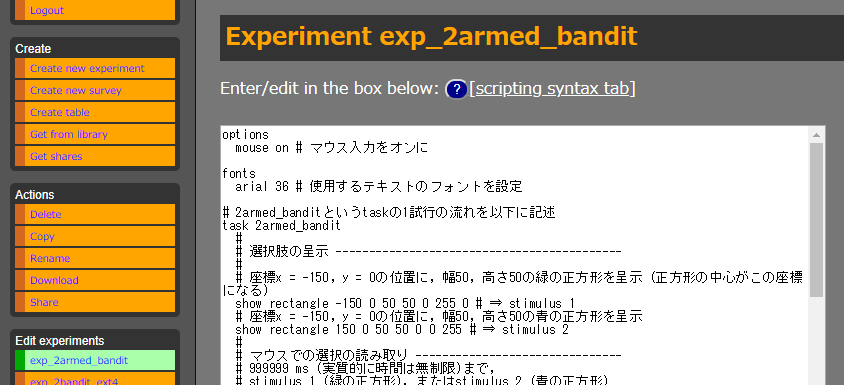 Logout
Create
Create new experiment
Create new survey
Create table
Get from library
Get shares
Actions
Delete
Copy
Rename
Download
Share
Edit experiments
exp_2armed_bandit
exp_2bandit_ext4
Experiment exp_2armed_bandit
Enter/edit in the box below: ? [scripting syntax tab]
options
mouse on # マウス入力をオンに
fonts
arial 36 # 使用するテキストのフォントを設定
# 2armed_banditというtaskの1試行の流れを以下に記述
task 2armed_bandit
#
# 選択肢の呈示 ------------------------------------------
#
# 座標x = -150，y = 0の位置に，幅50，高さ50の緑の正方形を呈示 (正方形の中心がこの座標
になる)
show rectangle -150 0 50 50 0 255 0 # ⇒ stimulus 1
# 座標x = -150，y = 0の位置に，幅50，高さ50の青の正方形を呈示
show rectangle 150 0 50 50 0 0 255 # ⇒ stimulus 2
#
# マウスでの選択の読み取り ------------------------------
# 999999 ms (実質的に時間は無制限)まで，
# stimulus 1 (緑の正方形)，またはstimulus 2 (青の正方形)